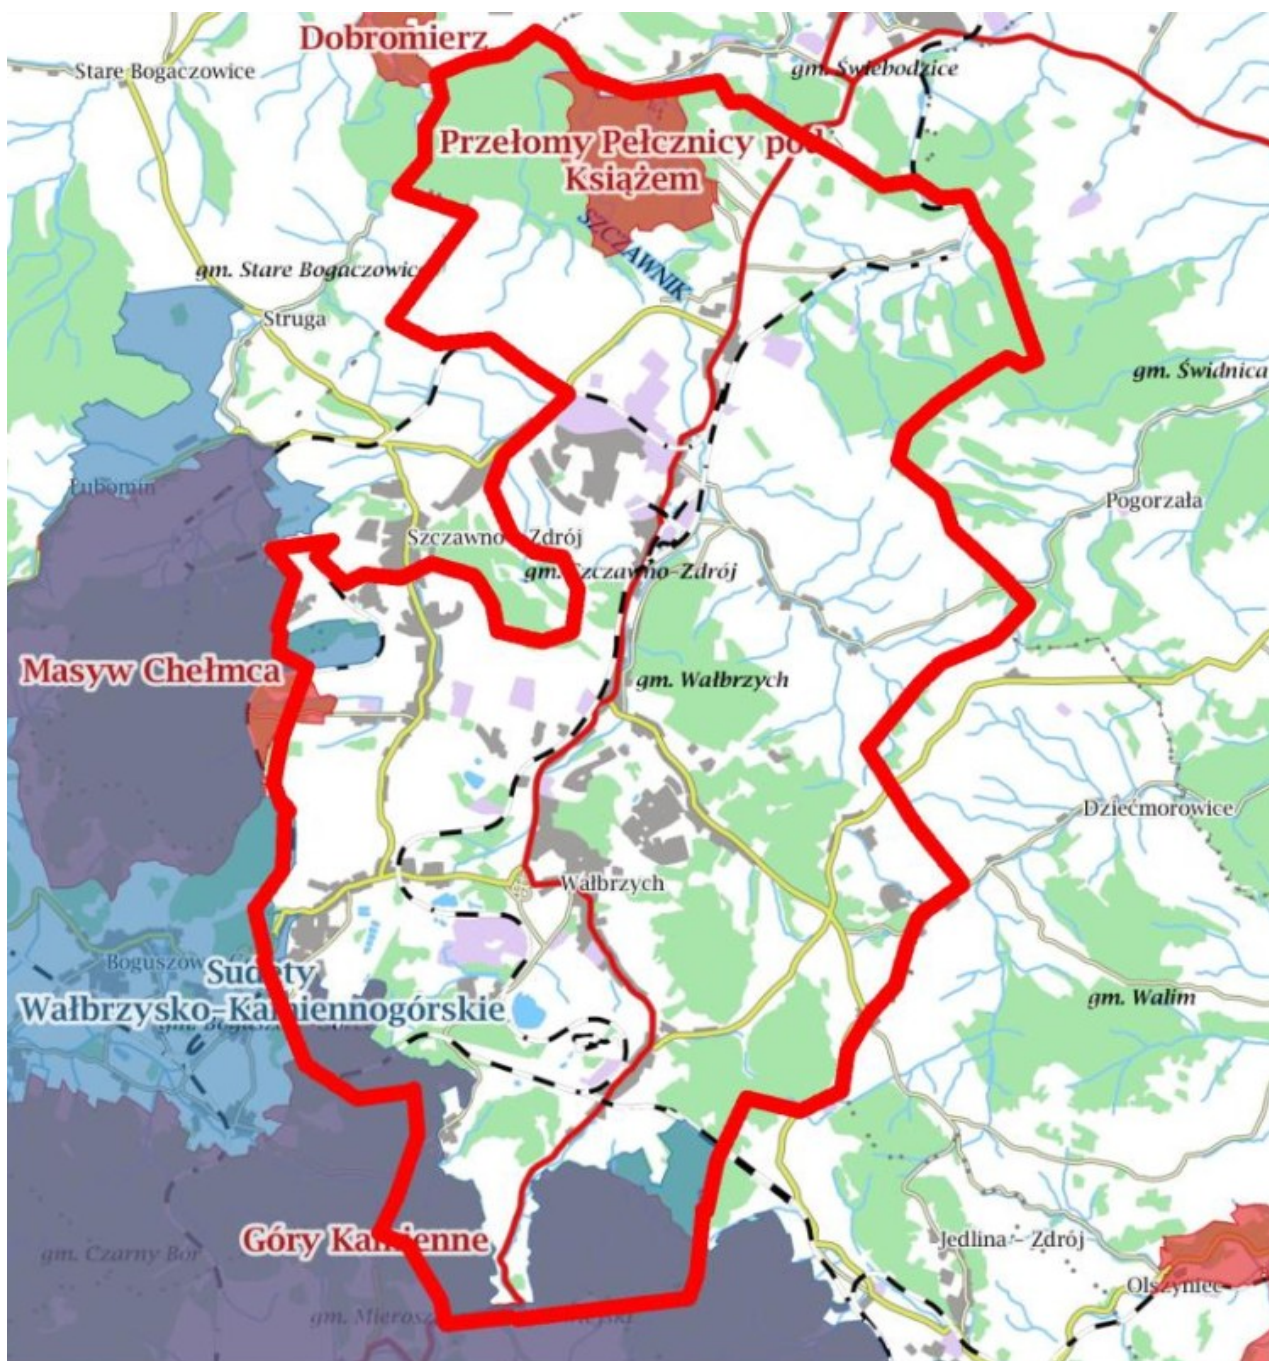 Dobromierz
Stare Bogaczowice
gm. Świebodzice
Przełomy Pełcznicy pod
Książem
SZCZAWNIK
gm. Stare Bogaczowice
Struga
gm. Świdnica
Lubomin
Pogorzała
Szczawno-Zdrój
gm. Szczawno-Zdrój
Masyw Chełmca
gm. Wałbrzych
Dziećmorowice
Wałbrzych
Boguszów
Sudety
Wałbrzysko-Kamiennogórskie
gm. Walim
Góry Kamienne
gm. Czarny Bór
Jedlina - Zdrój
Olszyniec
gm. Mieros